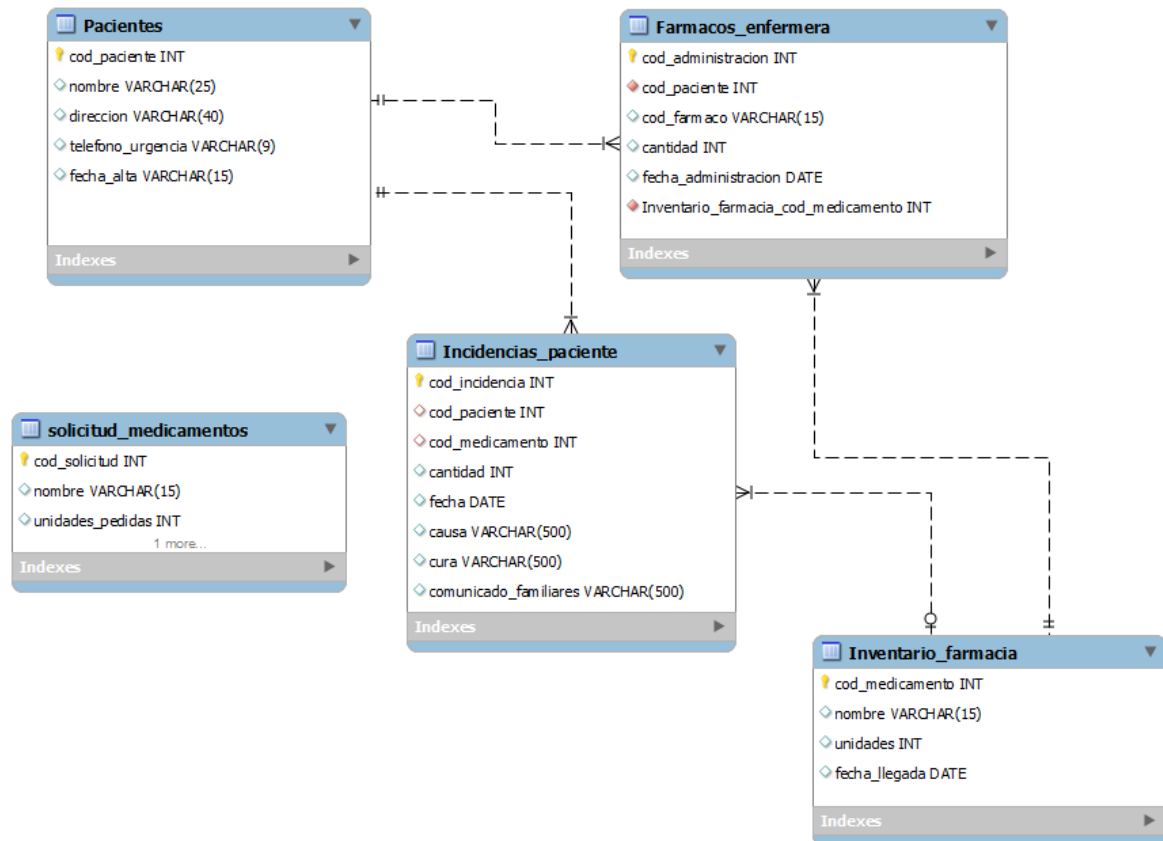 Pacientes
cod_paciente INT
nombre VARCHAR(25)
direccion VARCHAR(40)
telefono_urgencia VARCHAR(9)
fecha_alta VARCHAR(15)
Indexes
Farmacos_enfermera
cod_administracion INT
cod_paciente INT
cod_farmaco VARCHAR(15)
cantidad INT
fecha_administracion DATE
Inventario_farmacia_cod_medicamento INT
Indexes
Incidencias_paciente
cod_incidencia INT
cod_paciente INT
cod_medicamento INT
cantidad INT
fecha DATE
causa VARCHAR(500)
cura VARCHAR(500)
comunicado_familiares VARCHAR(500)
Indexes
solicitud_medicamentos
cod_solicitud INT
nombre VARCHAR(15)
unidades_pedidas INT
1 more...
Indexes
Inventario_farmacia
cod_medicamento INT
nombre VARCHAR(15)
unidades INT
fecha_llegada DATE
Indexes